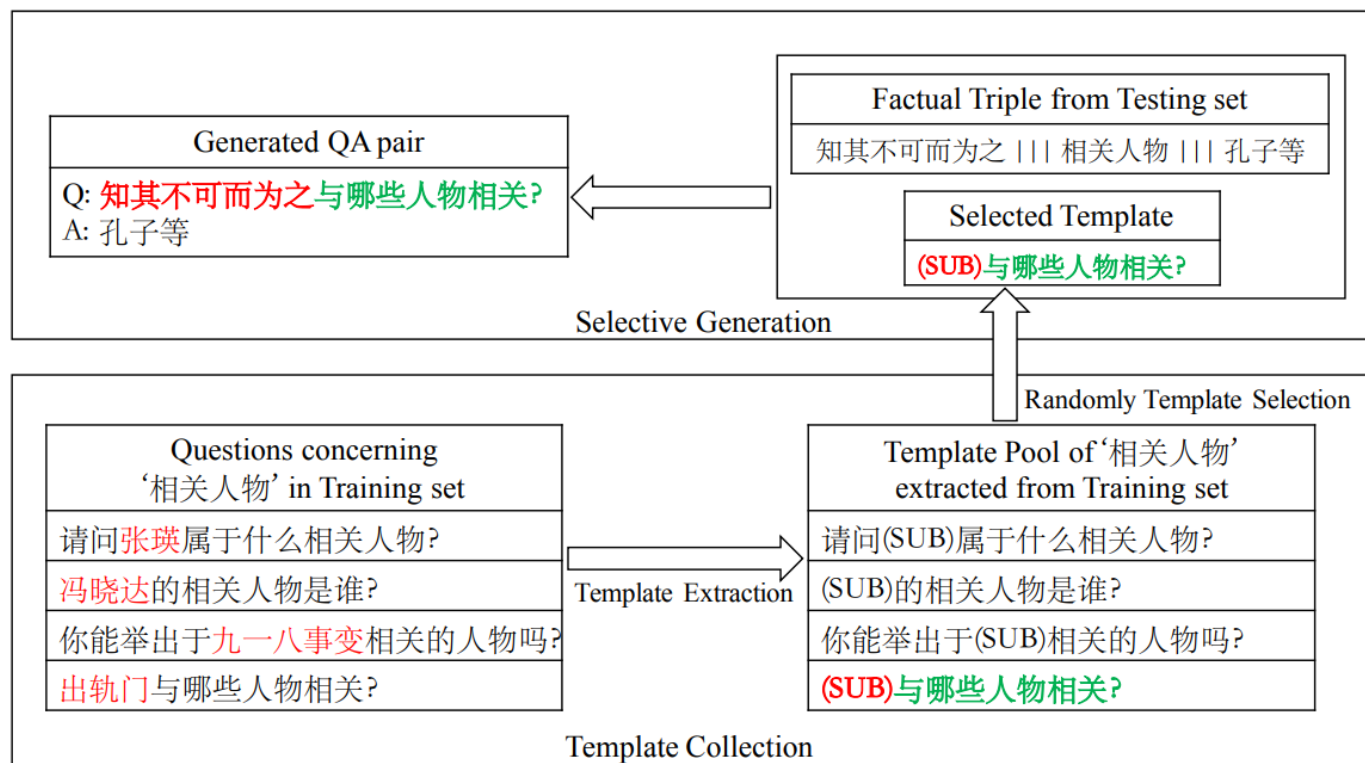 Generated QA pair
Q: 知其不可而为之与哪些人物相关?
A: 孔子等
Factual Triple from Testing set
知其不可而为之 ||| 相关人物 ||| 孔子等
Selected Template
(SUB)与哪些人物相关?
Selective Generation
Randomly Template Selection
Questions concerning
‘相关人物’ in Training set
请问张瑛属于什么相关人物?
冯晓达的相关人物是谁?
你能举出于九一八事变相关的人物吗?
出轨门与哪些人物相关?
Template Extraction
Template Pool of ‘相关人物’
extracted from Training set
请问(SUB)属于什么相关人物?
(SUB)的相关人物是谁?
你能举出于(SUB)相关的人物吗?
(SUB)与哪些人物相关?
Template Collection